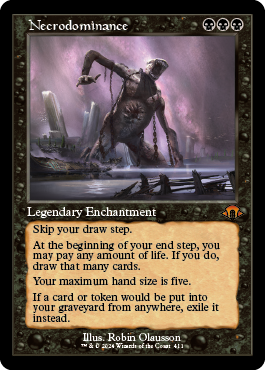 Necrodominance
Legendary Enchantment
Skip your draw step.
At the beginning of your end step, you
may pay any amount of life. If you do,
draw that many cards.
Your maximum hand size is five.
If a card or token would be put into
your graveyard from anywhere, exile it
instead.
Illus. Robin Olausson
™ & © 2024 Wizards of the Coast 411